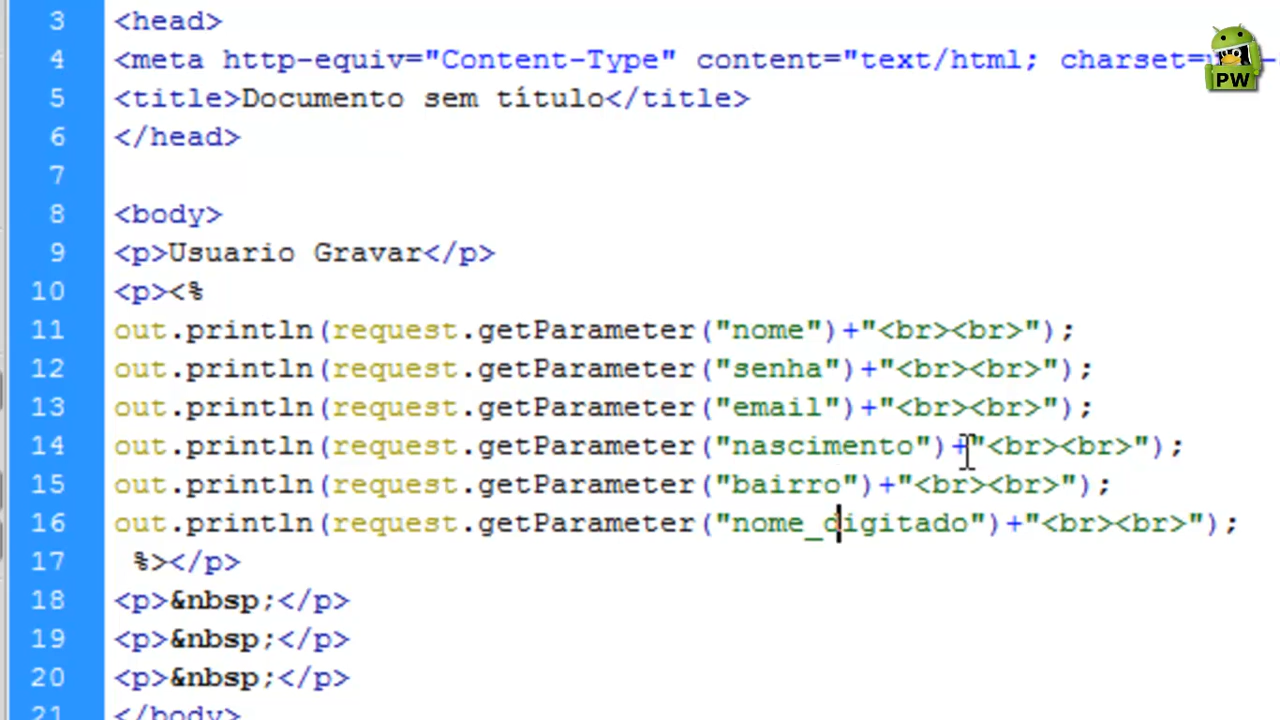 3 <head>
4 <meta http-equiv="Content-Type" content="text/html; charset=
5 <title>Documento sem título</title>
6 </head>
7
8 <body>
9 <p>Usuario Gravar</p>
10 <p><%
11 out.println(request.getParameter("nome")+"<br><br>");
12 out.println(request.getParameter("senha")+"<br><br>");
13 out.println(request.getParameter("email")+"<br><br>");
14 out.println(request.getParameter("nascimento")+"<br><br>");
15 out.println(request.getParameter("bairro")+"<br><br>");
16 out.println(request.getParameter("nome_digitado")+"<br><br>");
17 %></p>
18 <p>&nbsp;</p>
19 <p>&nbsp;</p>
20 <p>&nbsp;</p>
21 </body>
PW